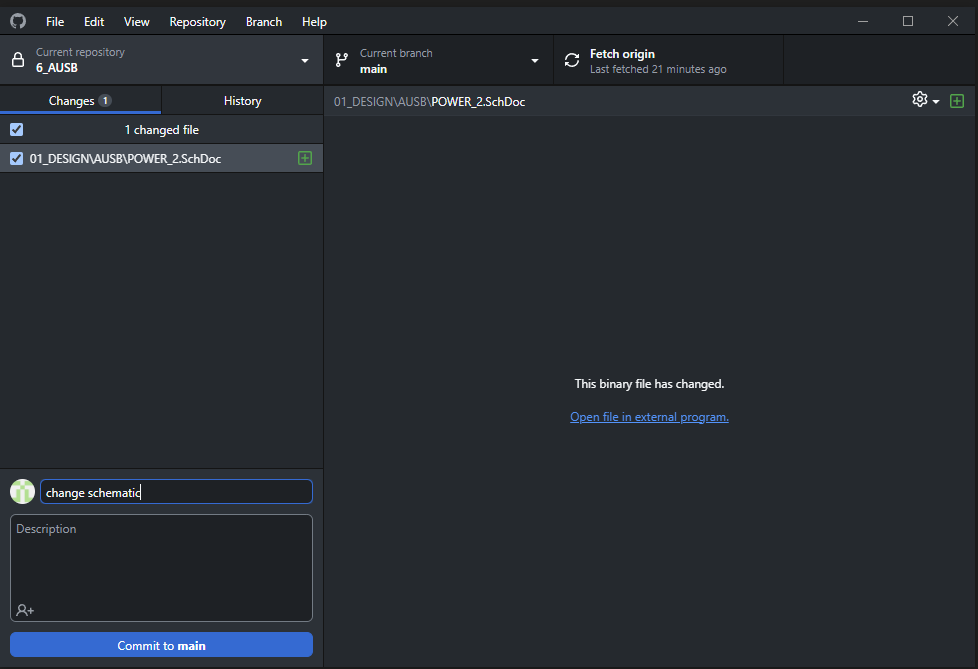 File Edit View Repository Branch Help
Current repository
6_AUSB
Current branch
main
Fetch origin
Last fetched 21 minutes ago
Changes 1
History
01_DESIGN\AUSB\POWER_2.SchDoc
1 changed file
01_DESIGN\AUSB\POWER_2.SchDoc
This binary file has changed.
Open file in external program.
change schematic
Description
Commit to main